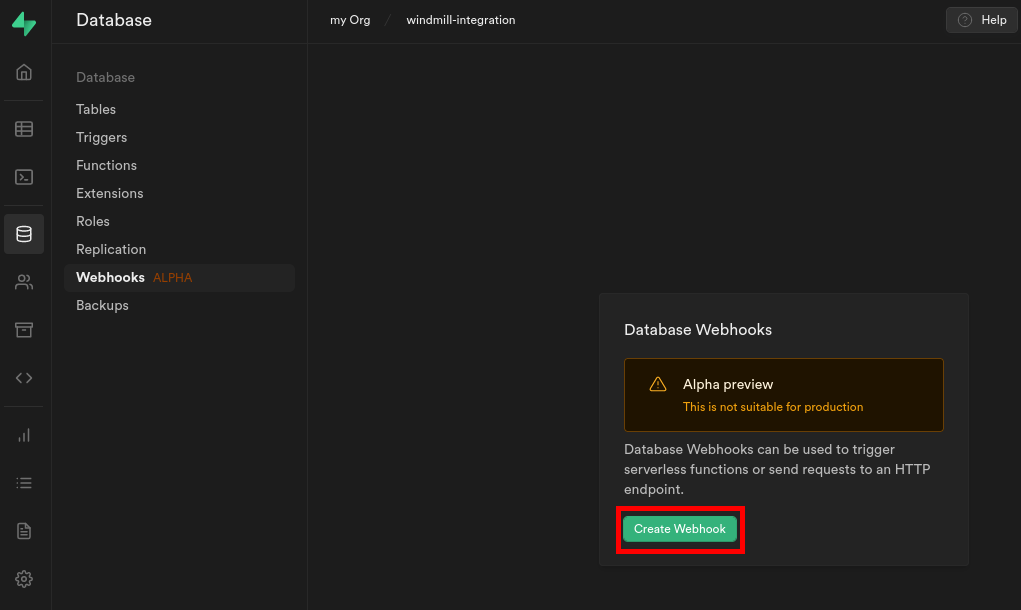 Database
my Org / windmill-integration
Help
Database
Tables
Triggers
Functions
Extensions
Roles
Replication
Webhooks ALPHA
Backups
Database Webhooks
Alpha preview
This is not suitable for production
Database Webhooks can be used to trigger
serverless functions or send requests to an HTTP
endpoint.
Create Webhook